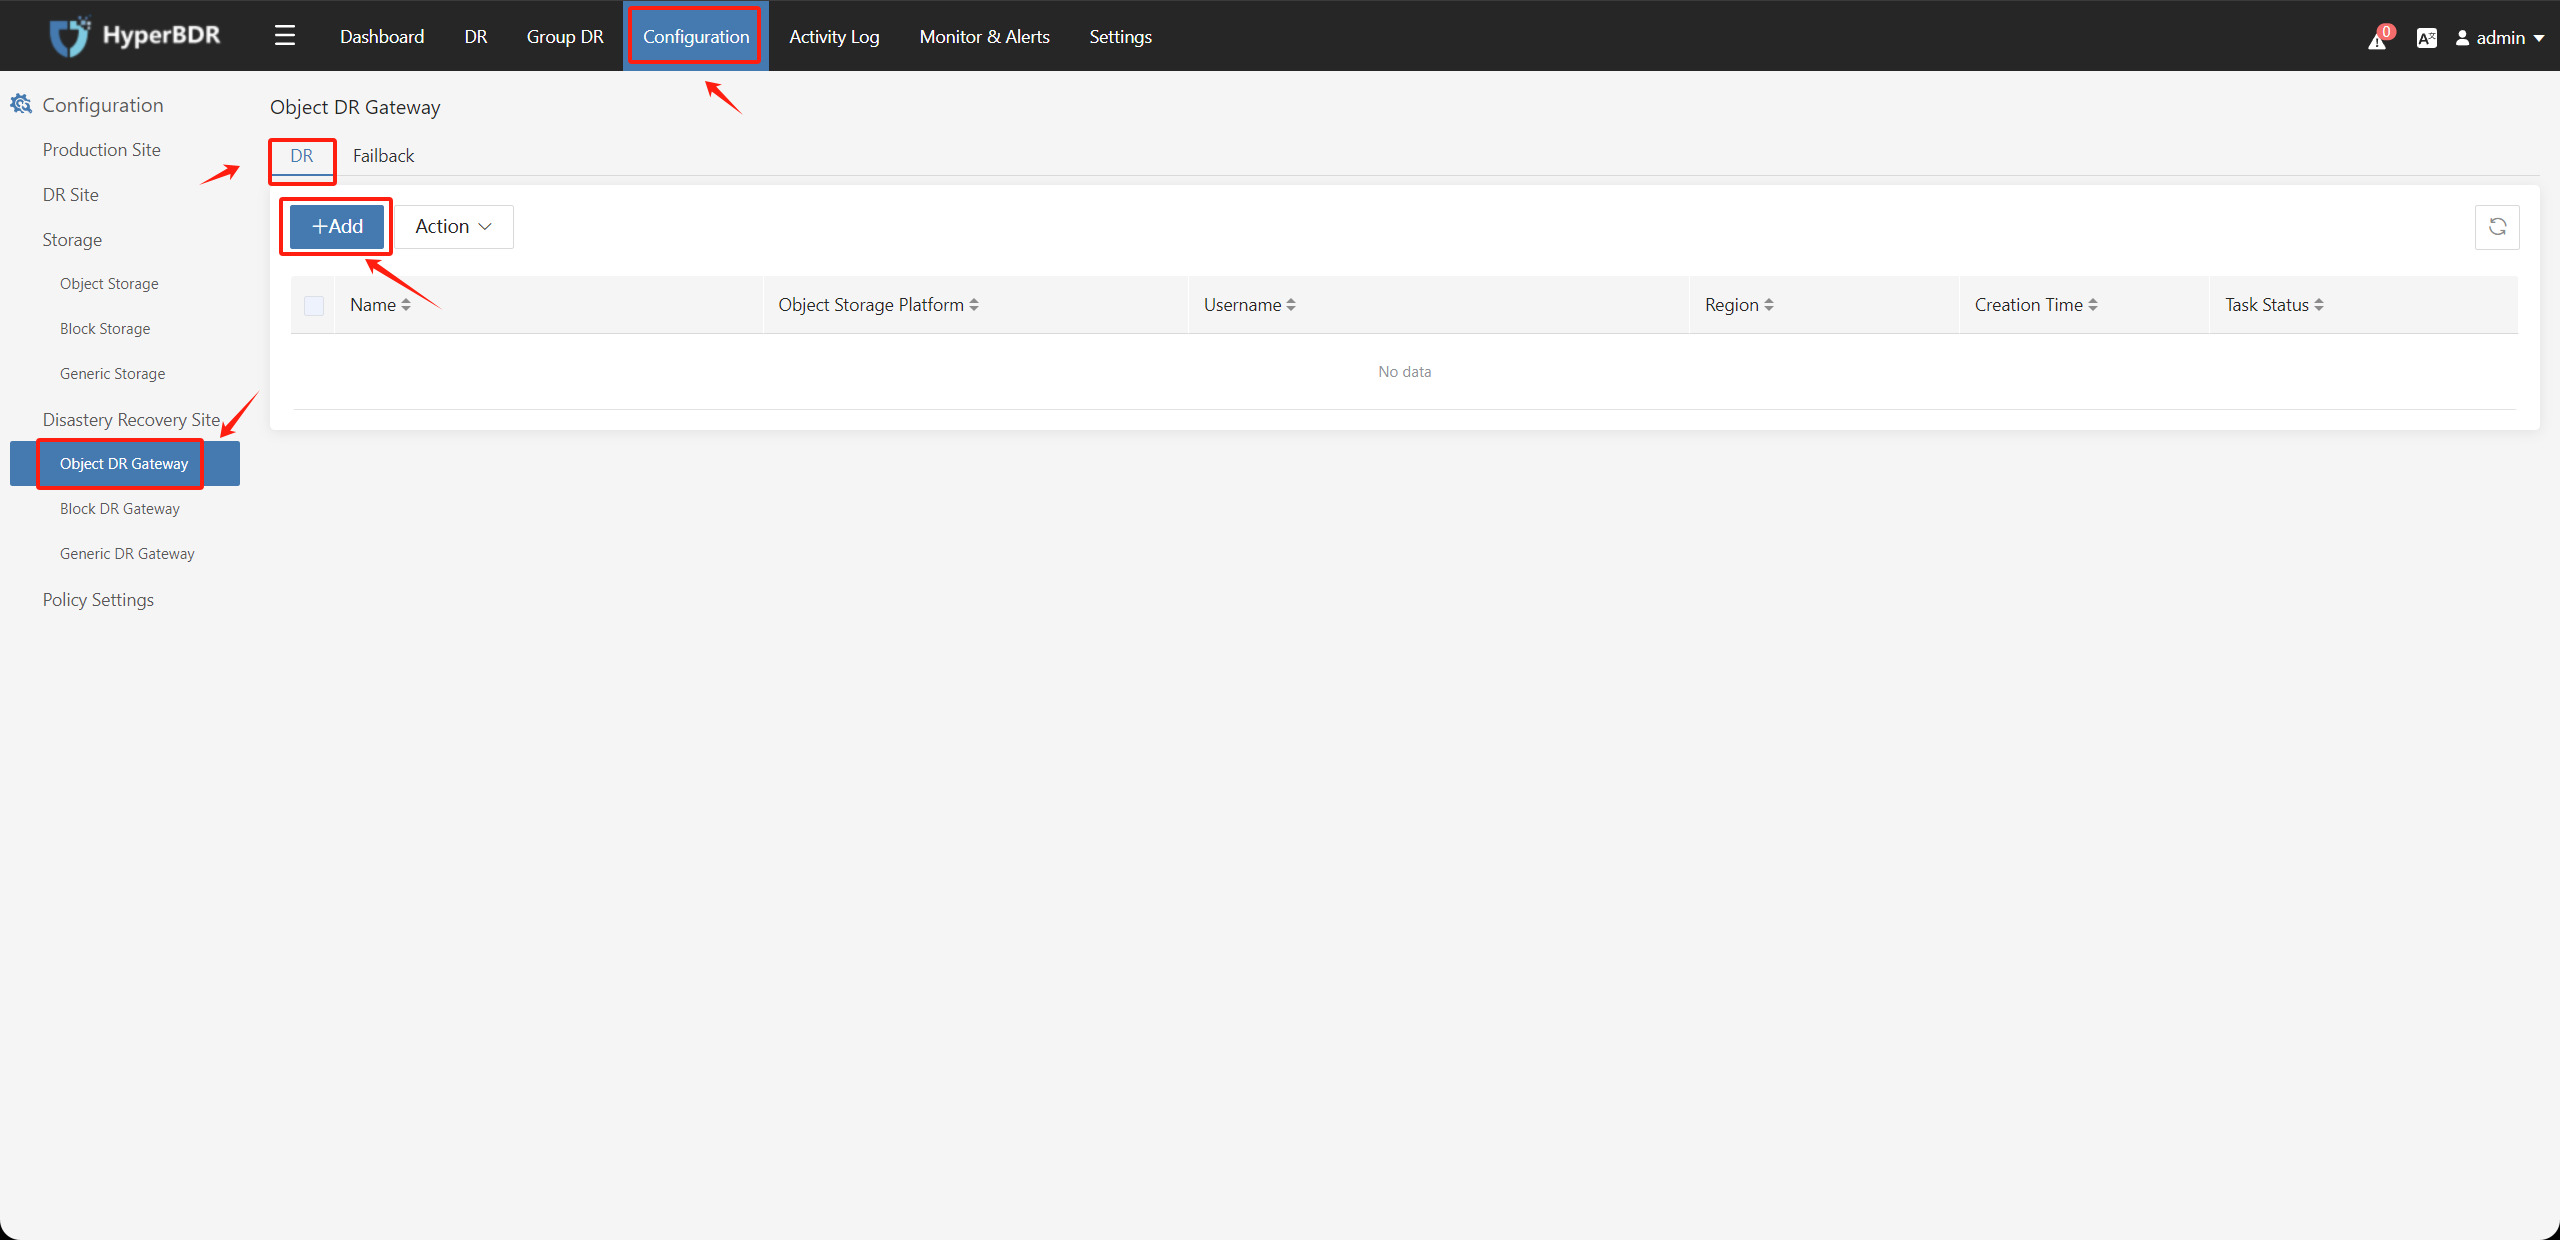 HyperBDR
Dashboard DR Group DR Configuration Activity Log Monitor & Alerts Settings 0 admin
Configuration
Production Site
DR Site
Storage
Object Storage
Block Storage
Generic Storage
Disastery Recovery Site
Object DR Gateway
Block DR Gateway
Generic DR Gateway
Policy Settings
Object DR Gateway
DR Failback
+Add Action
Name Object Storage Platform Username Region Creation Time Task Status
No data